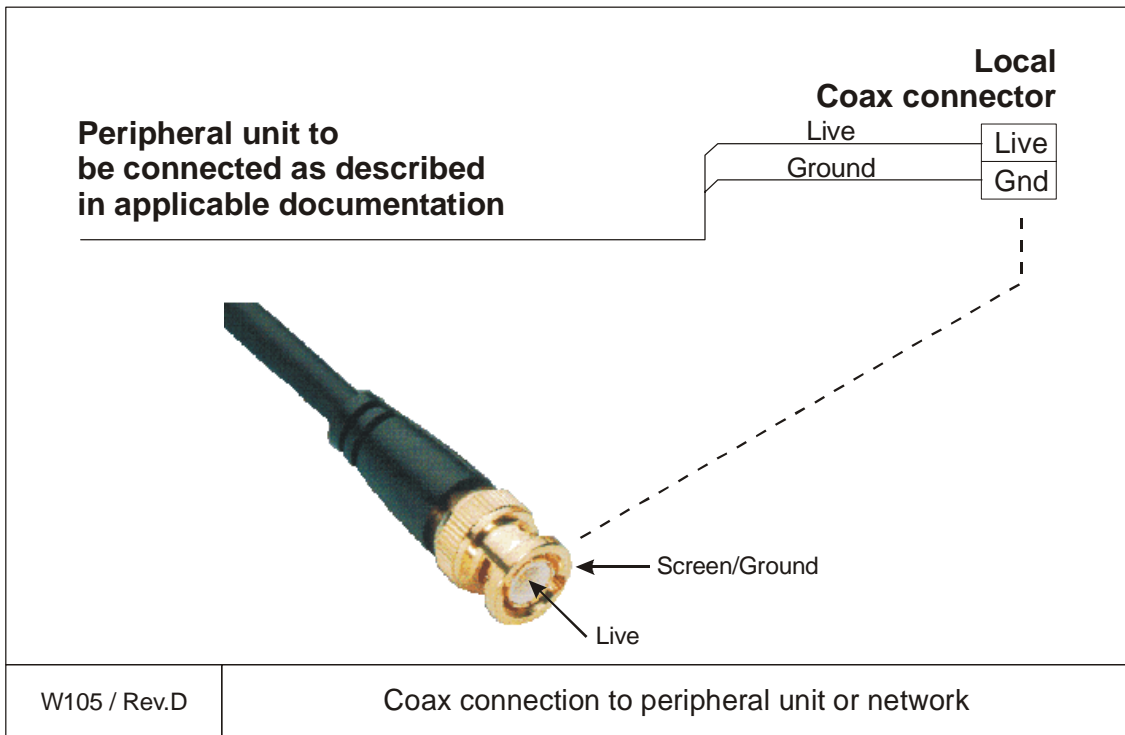 Local
Coax connector
Peripheral unit to
be connected as described
in applicable documentation
Live
Live
Ground
Gnd
Screen/Ground
Live
W105 / Rev.D
Coax connection to peripheral unit or network